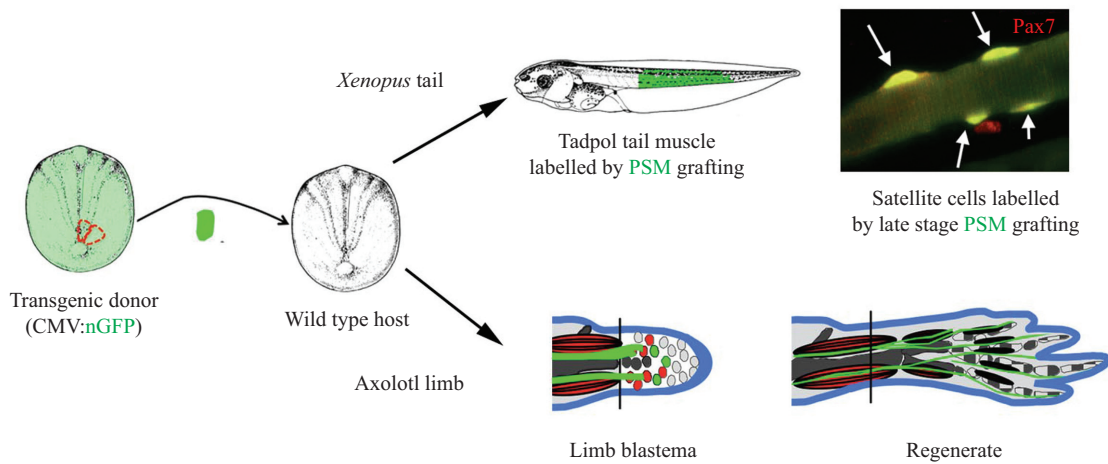 Xenopus tail
Pax7
Tadpol tail muscle
labelled by PSM grafting
Satellite cells labelled
by late stage PSM grafting
Transgenic donor
(CMV:nGFP)
Wild type host
Axolotl limb
Limb blastema
Regenerate